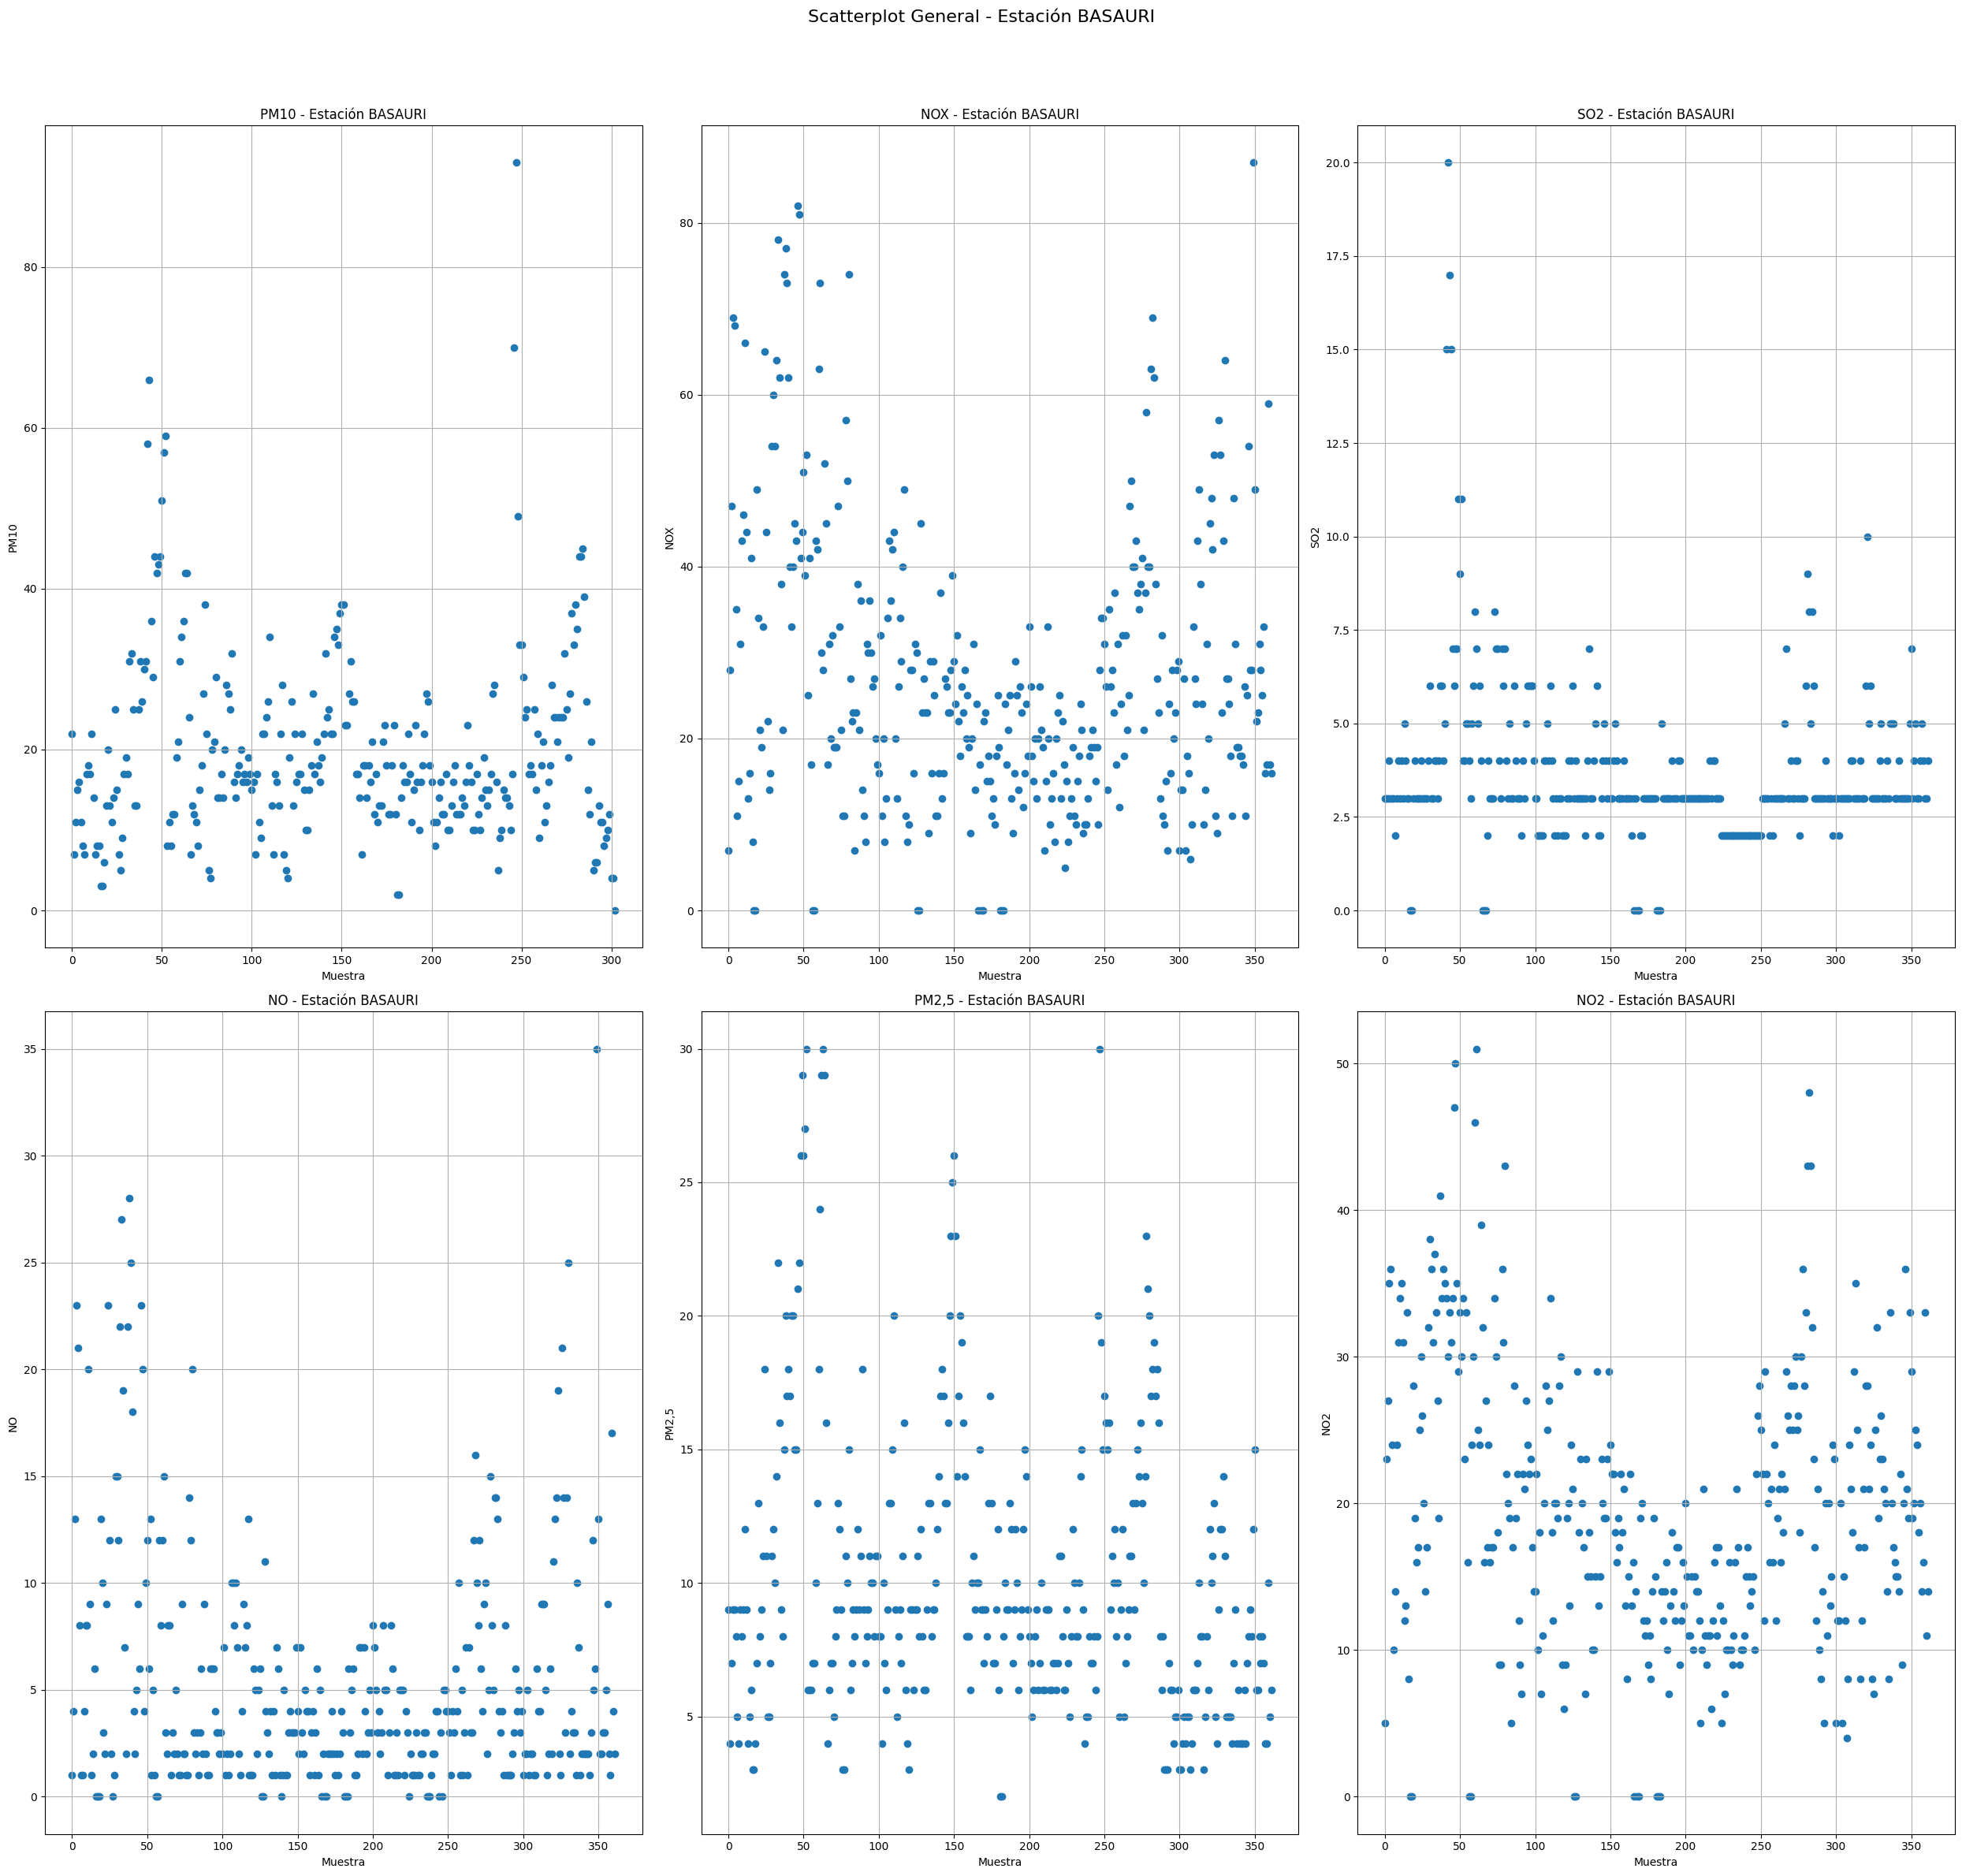 Scatterplot General - Estación BASAURI
PM10 - Estación BASAURI
NOX - Estación BASAURI
SO2 - Estación BASAURI
PM10
80
60
40
20
0
0 50 100 150 200 250 300
Muestra
NOX
80
60
40
20
0
0 50 100 150 200 250 300 350
Muestra
SO2
20.0
17.5
15.0
12.5
10.0
7.5
5.0
2.5
0.0
0 50 100 150 200 250 300 350
Muestra
NO - Estación BASAURI
PM2,5 - Estación BASAURI
NO2 - Estación BASAURI
NO
35
30
25
20
15
10
5
0
0 50 100 150 200 250 300 350
Muestra
PM2,5
30
25
20
15
10
5
0 50 100 150 200 250 300 350
Muestra
NO2
50
40
30
20
10
0
0 50 100 150 200 250 300 350
Muestra